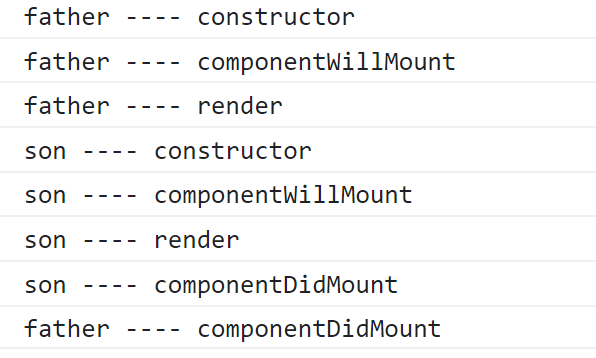 father ---- constructor
father ---- componentWillMount
father ---- render
son ---- constructor
son ---- componentWillMount
son ---- render
son ---- componentDidMount
father ---- componentDidMount